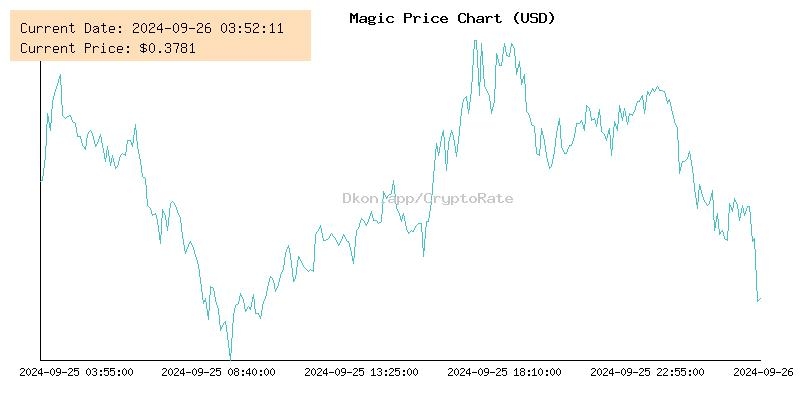 Magic Price Chart (USD)
Current Date: 2024-09-26 03:52:11
Current Price: $0.3781
Dkon.app/CryptoRate
2024-09-25 03:55:00 2024-09-25 08:40:00 2024-09-25 13:25:00 2024-09-25 18:10:00 2024-09-25 22:55:00 2024-09-26